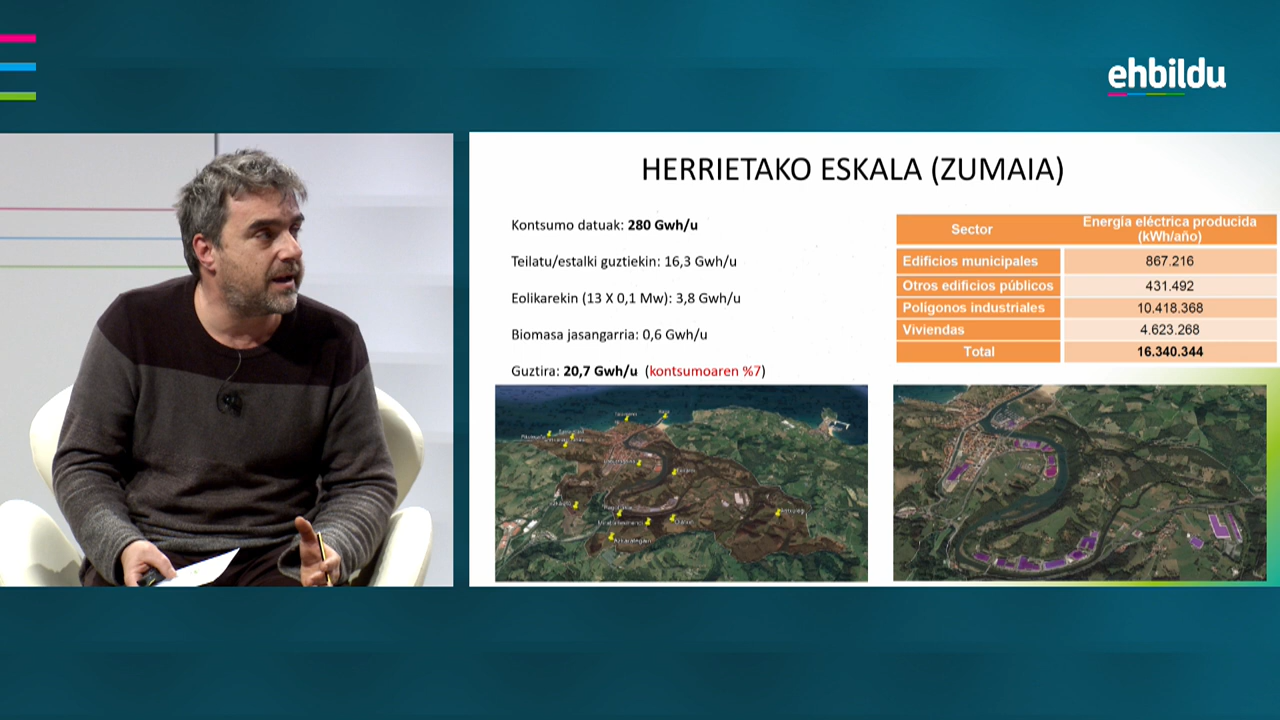 ehbildu
HERRIETAKO ESKALA (ZUMAIA)
Kontsumo datuak: 280 Gwh/u
Teilatu/estalki guztiekin: 16,3 Gwh/u
Eolikarekin (13 X 0,1 Mw): 3,8 Gwh/u
Biomasa jasangarria: 0,6 Gwh/u
Guztira: 20,7 Gwh/u (kontsumoaren %7)
Sector Energía eléctrica producida
(kWh/año)
Edificios municipales 867.216
Otros edificios públicos 431.492
Polígonos industriales 10.418.368
Viviendas 4.623.268
Total 16.340.344